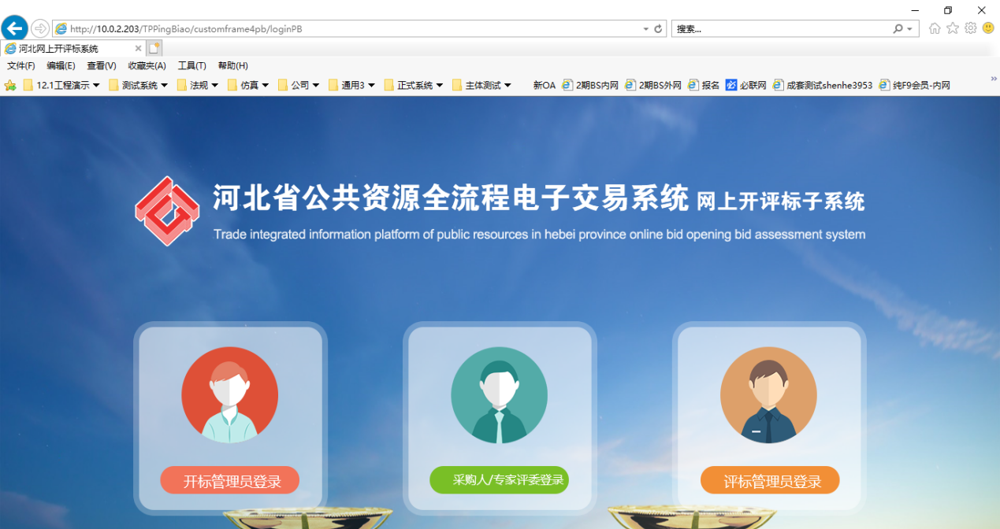 http://10.0.2.203/TPPingBiao/customframe4pb/loginPB
搜索...
河北网上开评标系统
文件(F) 编辑(E) 查看(V) 收藏夹(A) 工具(T) 帮助(H)
12.1工程演示 测试系统 法规 仿真 公司 通用3 正式系统 主体测试 新OA 2期BS内网 2期BS外网 报名 必联网 成套测试shenhe3953 纯F9会员-内网
河北省公共资源全流程电子交易系统 网上开评标子系统
Trade integrated information platform of public resources in hebei province online bid opening bid assessment system
开标管理员登录
采购人/专家评委登录
评标管理员登录